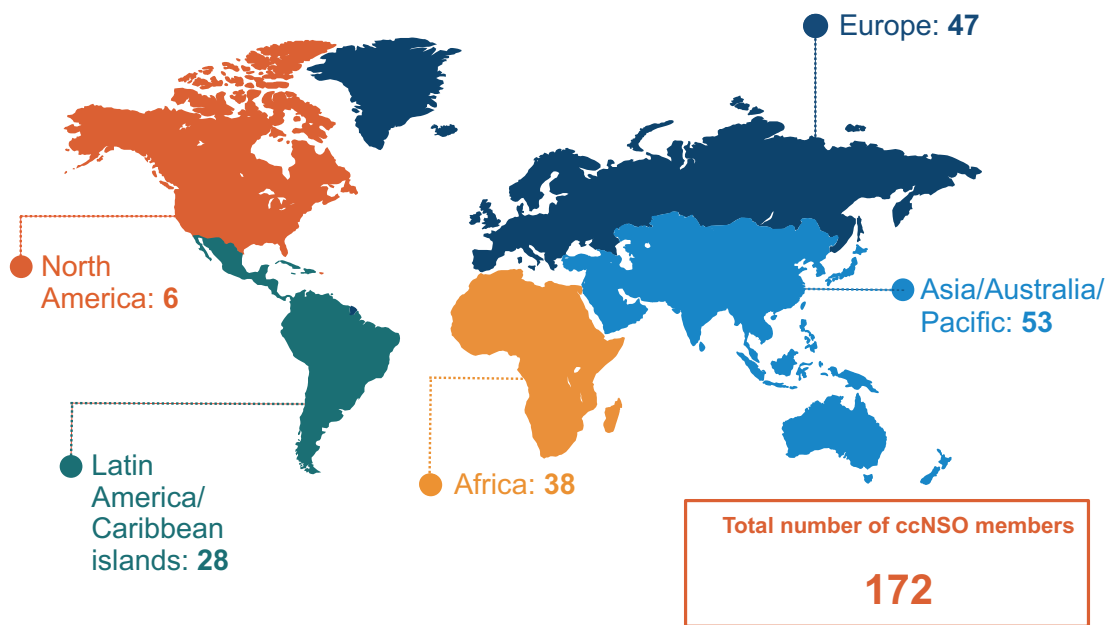 Europe: 47
North
America: 6
Asia/Australia/
Pacific: 53
Latin
America/
Caribbean
islands: 28
Africa: 38
Total number of ccNSO members
172